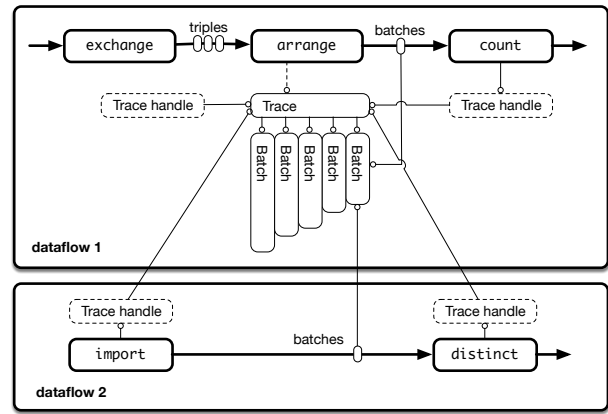 triples
batches
exchange
arrange
count
Trace handle
Trace
Trace handle
Batch
Batch
Batch
Batch
Batch
dataflow 1
Trace handle
Trace handle
batches
import
distinct
dataflow 2